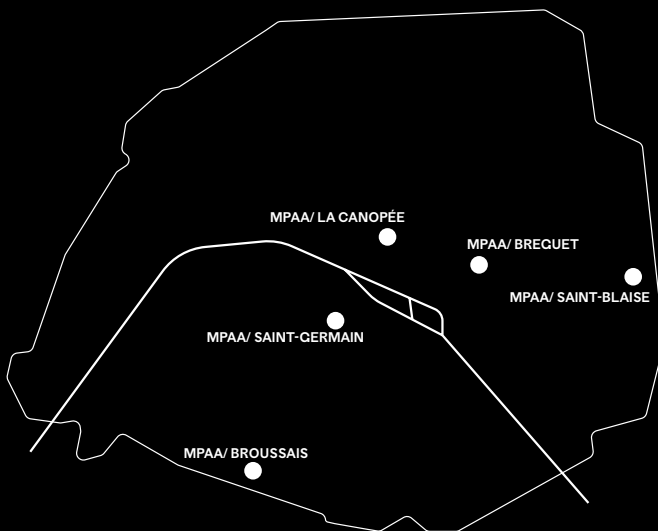 MPAA/ LA CANOPÉE
MPAA/ BREGUET
MPAA/ SAINT-BLAISE
MPAA/ SAINT-GERMAIN
MPAA/ BROUSSAIS